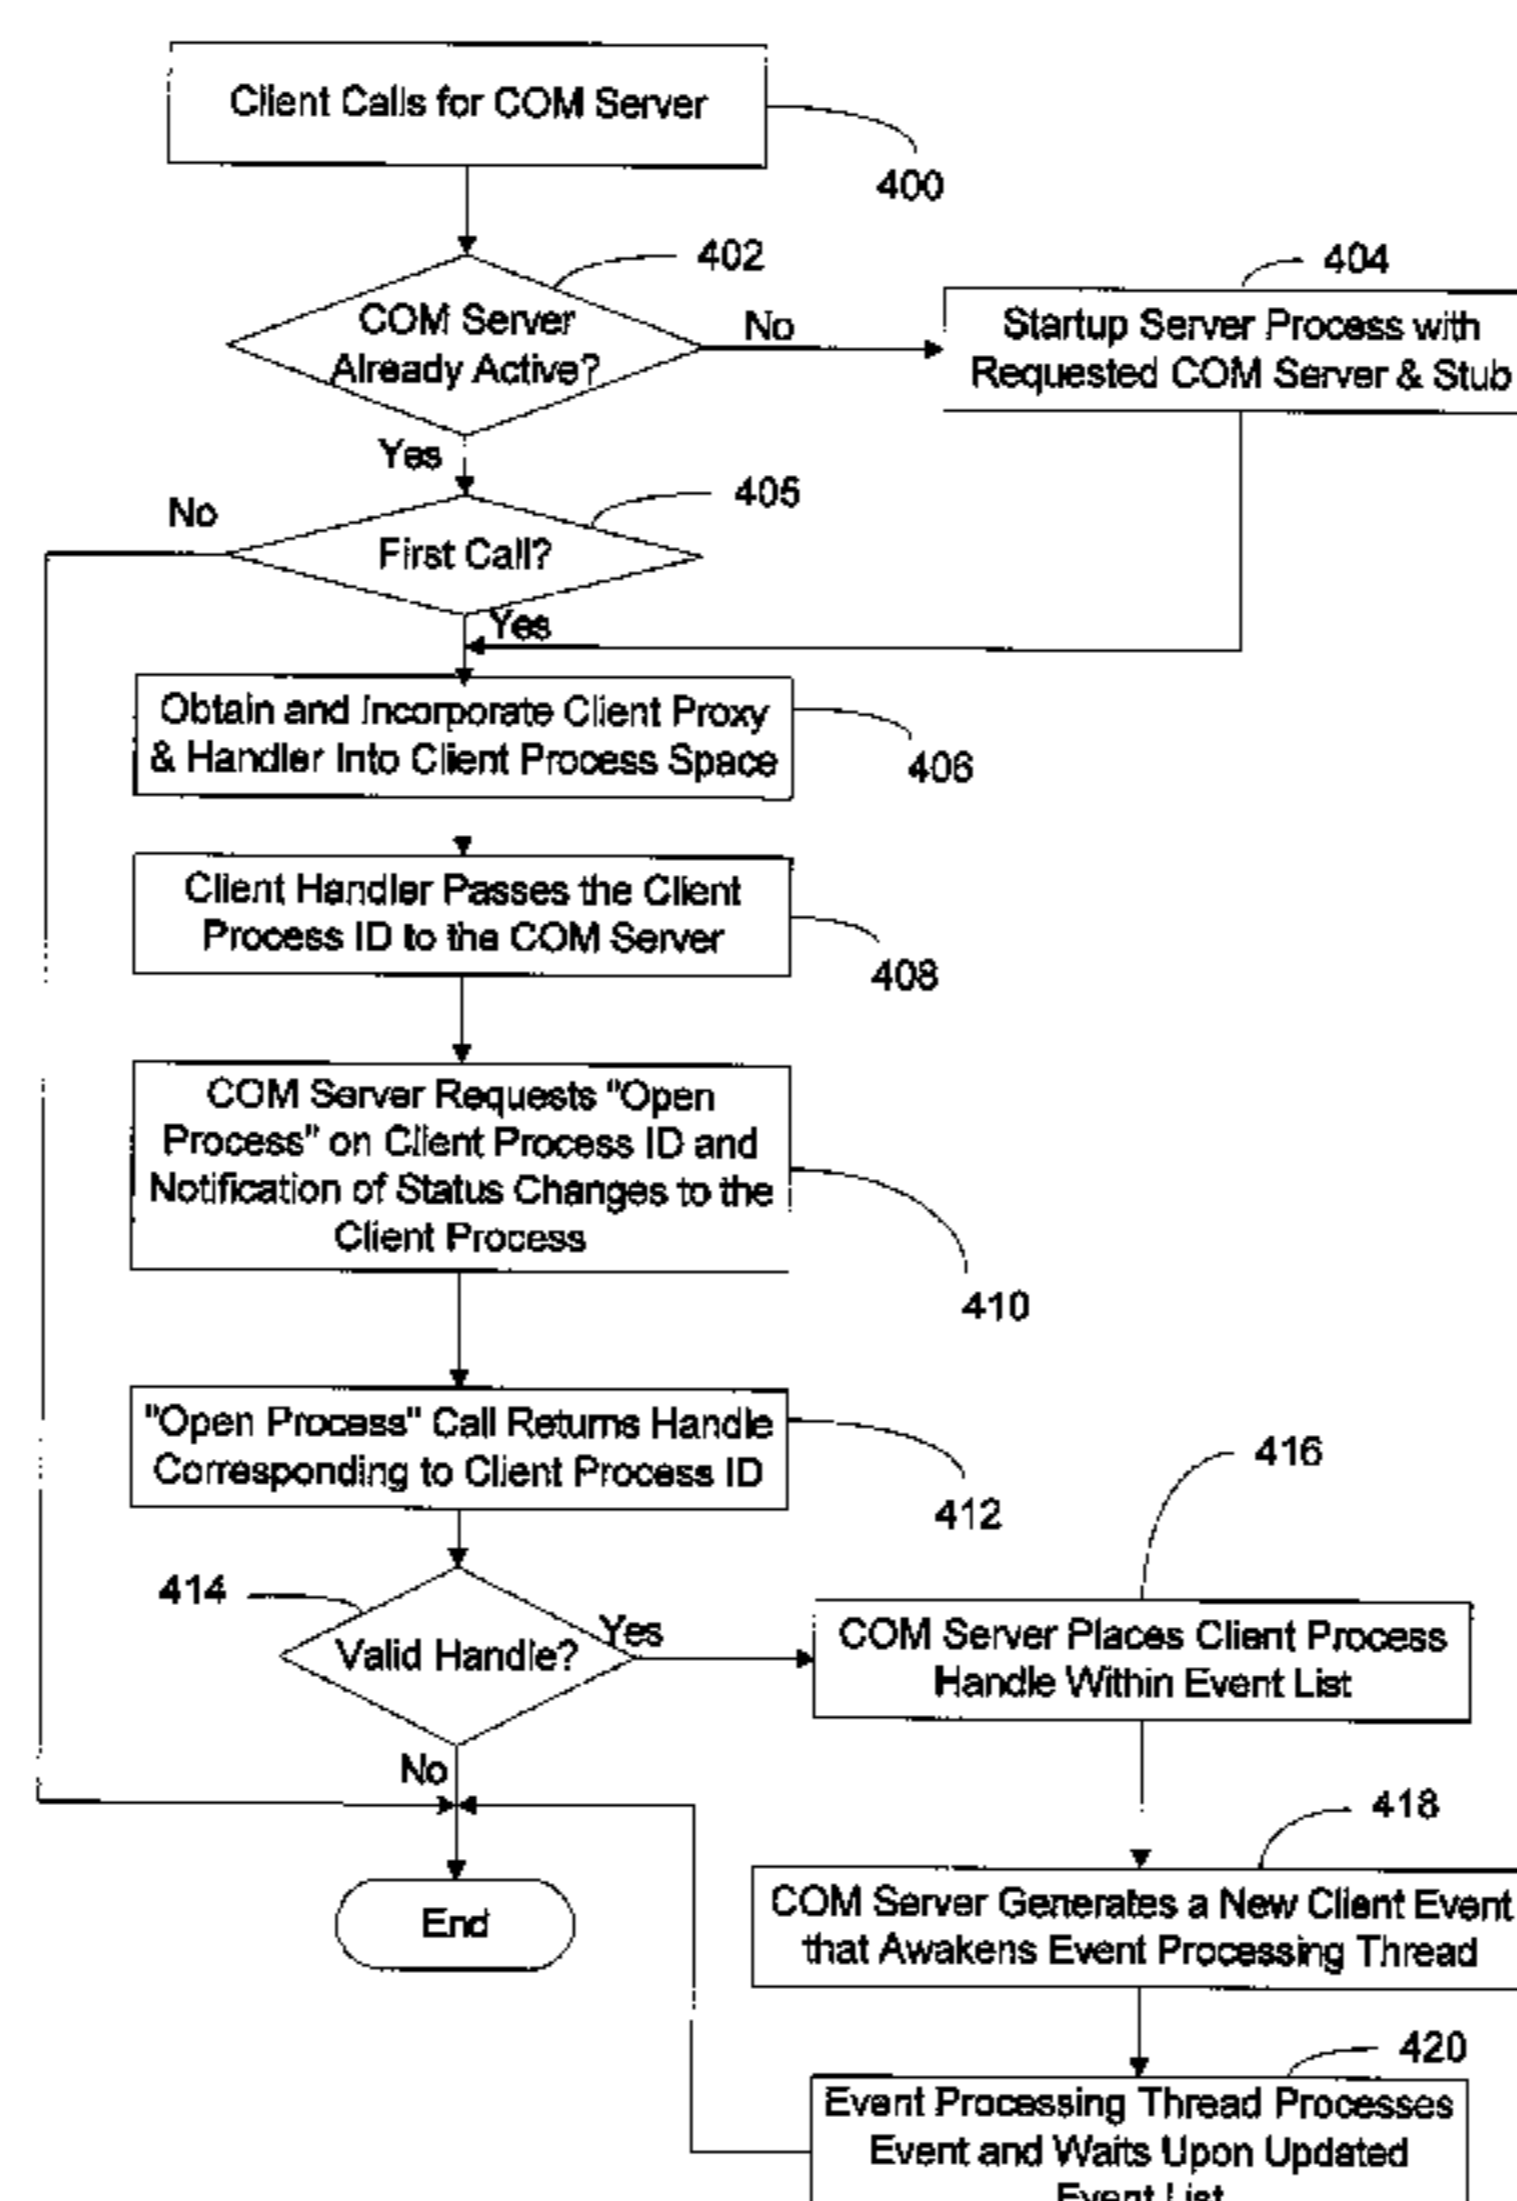 Client Calls for COM Server
400
402
COM Server
Already Active?
No
404
Startup Server Process with
Requested COM Server & Stub
Yes
405
No
First Call?
Yes
Obtain and Incorporate Client Proxy
& Handler Into Client Process Space
406
Client Handler Passes the Client
Process ID to the COM Server
408
COM Server Requests "Open
Process" on Client Process ID and
Notification of Status Changes to the
Client Process
410
"Open Process" Call Returns Handle
Corresponding to Client Process ID
412
414
Valid Handle?
Yes
416
COM Server Places Client Process
Handle Within Event List
No
418
COM Server Generates a New Client Event
that Awakens Event Processing Thread
End
420
Event Processing Thread Processes
Event and Waits Upon Updated
Event List